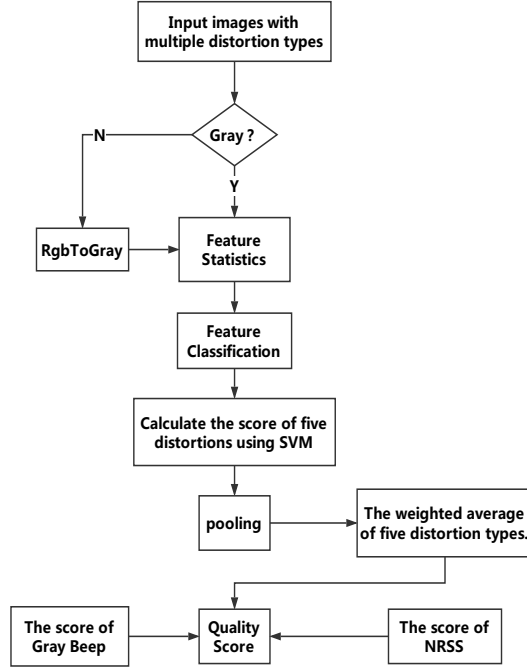 Input images with
multiple distortion types
Gray ?
N
Y
RgbToGray
Feature
Statistics
Feature
Classification
Calculate the score of five
distortions using SVM
pooling
The weighted average
of five distortion types.
The score of
Gray Beep
Quality
Score
The score of
NRSS